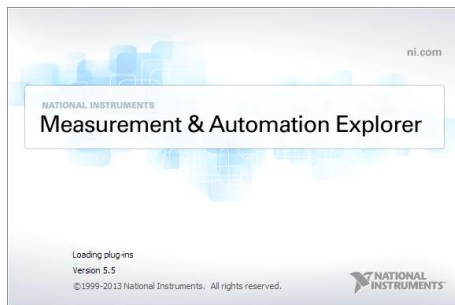 ni.com
NATIONAL INSTRUMENTS
Measurement & Automation Explorer
Loading plug-ins
Version 5.5
©1999-2013 National Instruments. All rights reserved.
NATIONAL
INSTRUMENTS